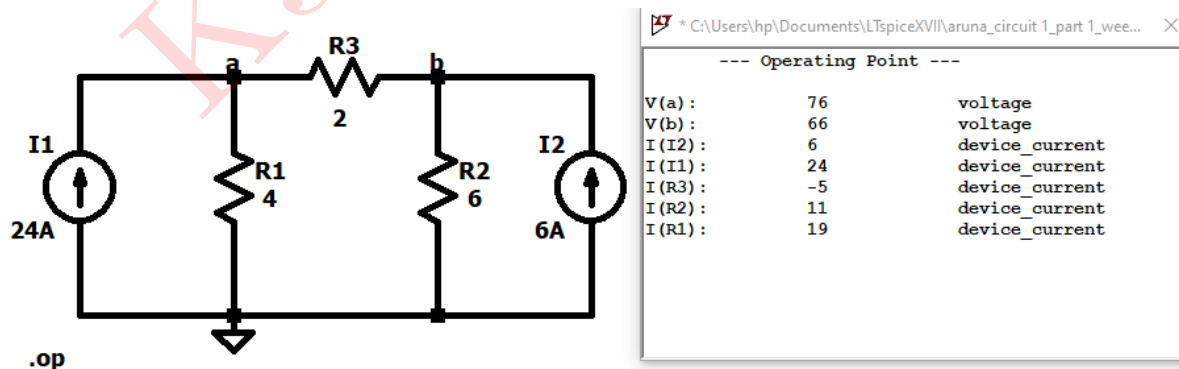 a
R3
b
2
I1
R1
4
R2
6
I2
24A
6A
.op
* C:\Users\hp\Documents\LTspiceXVII\aruna_circuit 1_part 1_wee...
--- Operating Point ---
V(a): 76 voltage
V(b): 66 voltage
I(I2): 6 device_current
I(I1): 24 device_current
I(R3): -5 device_current
I(R2): 11 device_current
I(R1): 19 device_current